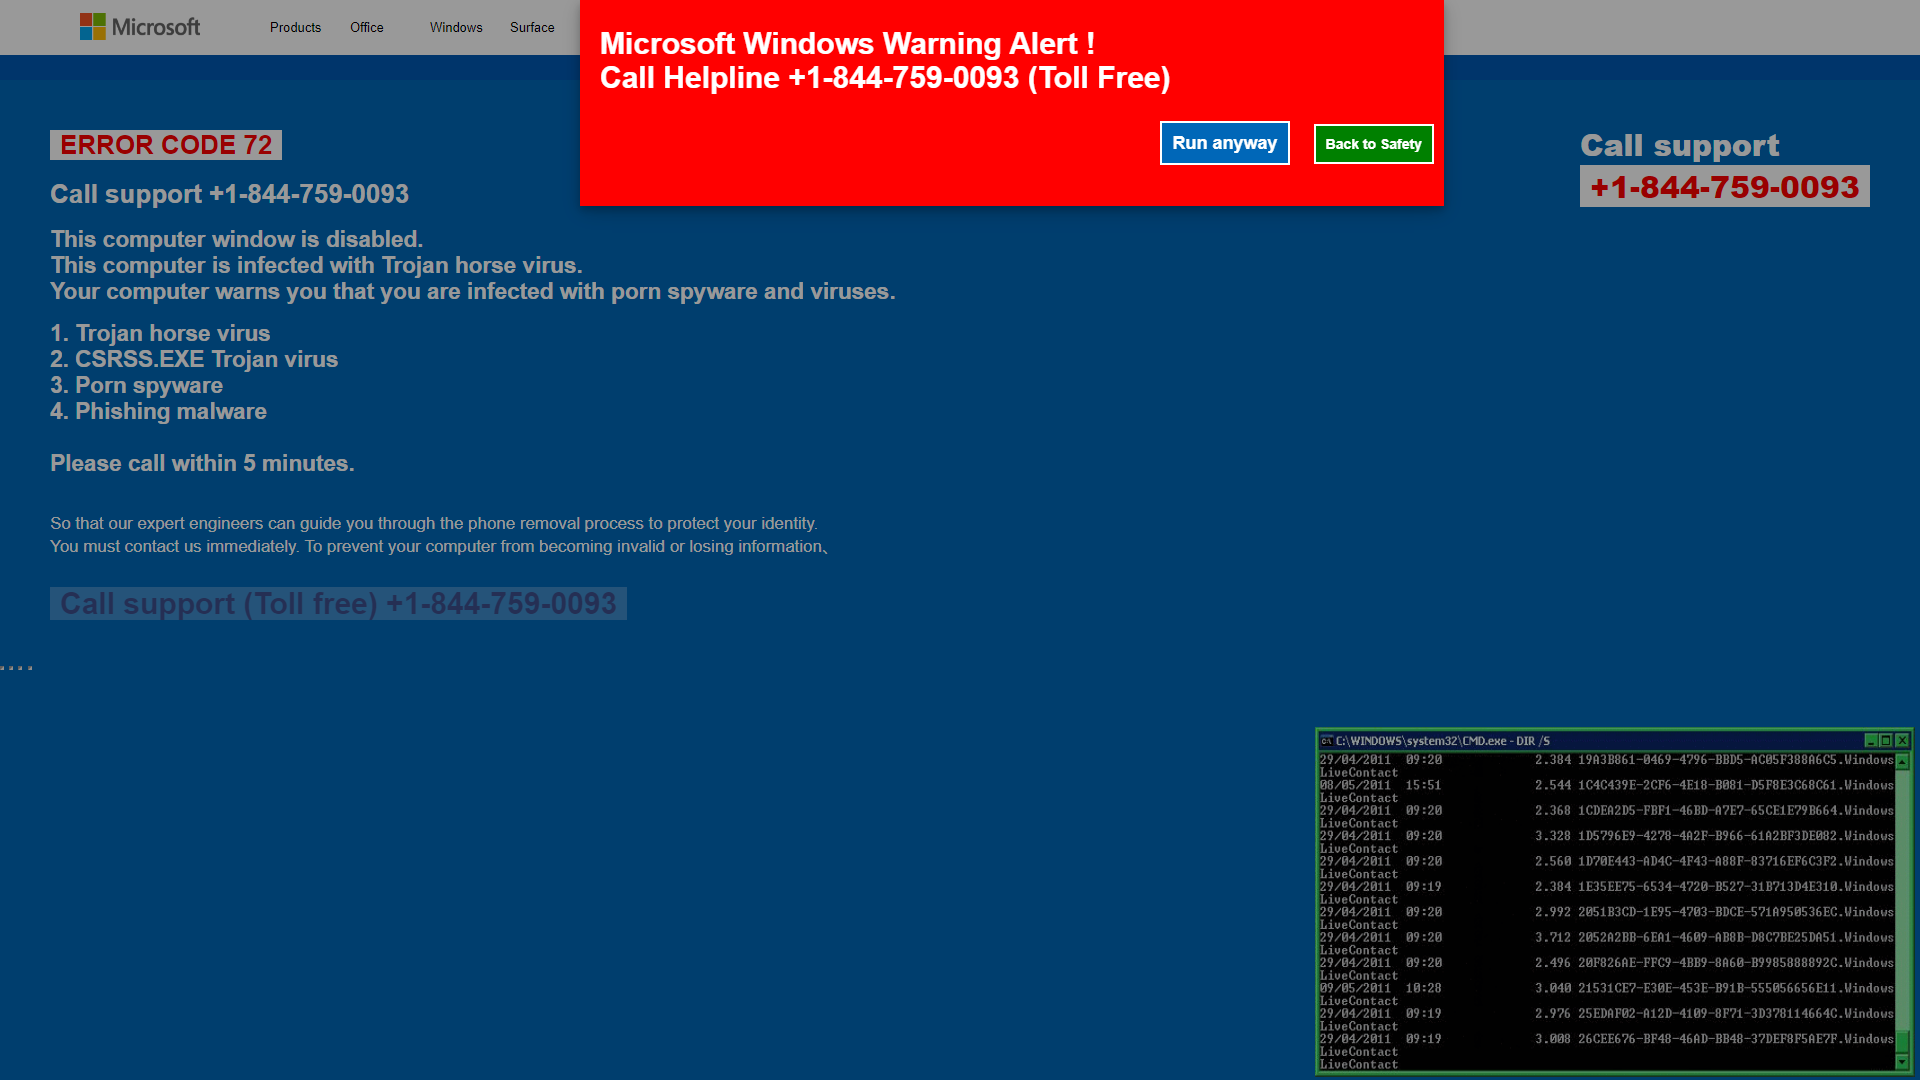 Microsoft
Products
Office
Windows
Surface
Microsoft Windows Warning Alert !
Call Helpline +1-844-759-0093 (Toll Free)
Run anyway
Back to Safety
ERROR CODE 72
Call support +1-844-759-0093
This computer window is disabled.
This computer is infected with Trojan horse virus.
Your computer warns you that you are infected with porn spyware and viruses.
1. Trojan horse virus
2. CSRSS.EXE Trojan virus
3. Porn spyware
4. Phishing malware
Please call within 5 minutes.
So that our expert engineers can guide you through the phone removal process to protect your identity.
You must contact us immediately. To prevent your computer from becoming invalid or losing information、
Call support (Toll free) +1-844-759-0093
Call support
+1-844-759-0093
C:\WINDOWS\system32\CMD.exe - DIR /S
29/04/2011 09:20 2.384 19A3B861-0469-4796-BBD5-AC05F388A6C5.Windows
LiveContact
08/05/2011 15:51 2.544 1C4C439E-2CF6-4E18-B081-D5F8E3C68C61.Windows
LiveContact
29/04/2011 09:20 2.368 1CDEA2D5-FBF1-46BD-A7E7-65CE1E79B664.Windows
LiveContact
29/04/2011 09:20 3.328 1D5796E9-4278-4A2F-B966-61A2BF3DE082.Windows
LiveContact
29/04/2011 09:20 2.560 1D70E443-AD4C-4F43-A88F-83716EF6C3F2.Windows
LiveContact
29/04/2011 09:19 2.384 1E35EE75-6534-4720-B527-31B713D4E310.Windows
LiveContact
29/04/2011 09:20 2.992 2051B3CD-1E95-4703-BDCE-571A950536EC.Windows
LiveContact
29/04/2011 09:20 3.712 2052A2BB-6EA1-4609-AB8B-D8C7BE25DA51.Windows
LiveContact
29/04/2011 09:20 2.496 20F826AE-FFC9-4BB9-8A60-B9985888892C.Windows
LiveContact
09/05/2011 10:28 3.040 21531CE7-E30E-453E-B91B-555056656E11.Windows
LiveContact
29/04/2011 09:19 2.976 25EDAF02-A12D-4109-8F71-3D378114664C.Windows
LiveContact
29/04/2011 09:19 3.008 26CEE676-BF48-46AD-BB48-37DEF8F5AE7F.Windows
LiveContact
LiveContact